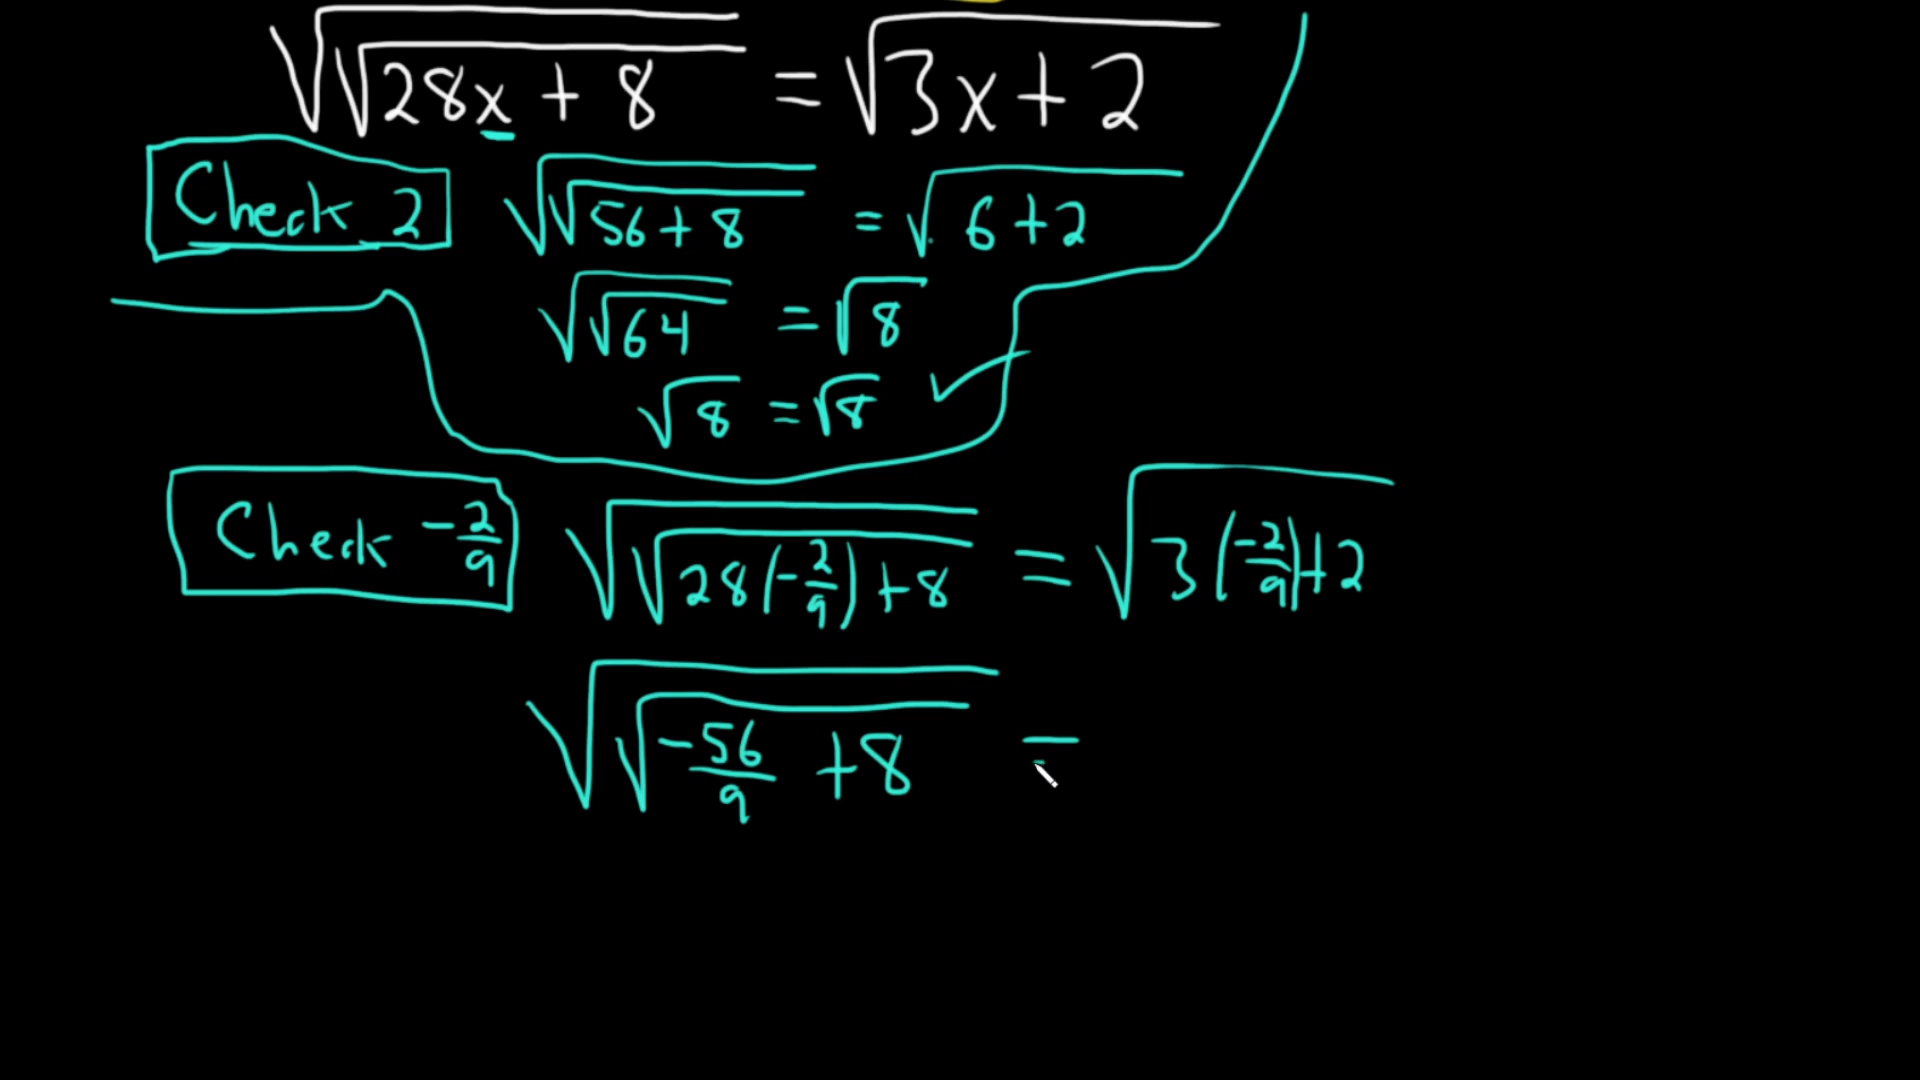 √√28x + 8 = √3x + 2
Check 2 √√56 + 8 = √6 + 2
√√64 = √8
√8 = √8 ✓
Check -2/9 √√28(-2/9) + 8 = √3(-2/9) + 2
√√-56/9 + 8 =